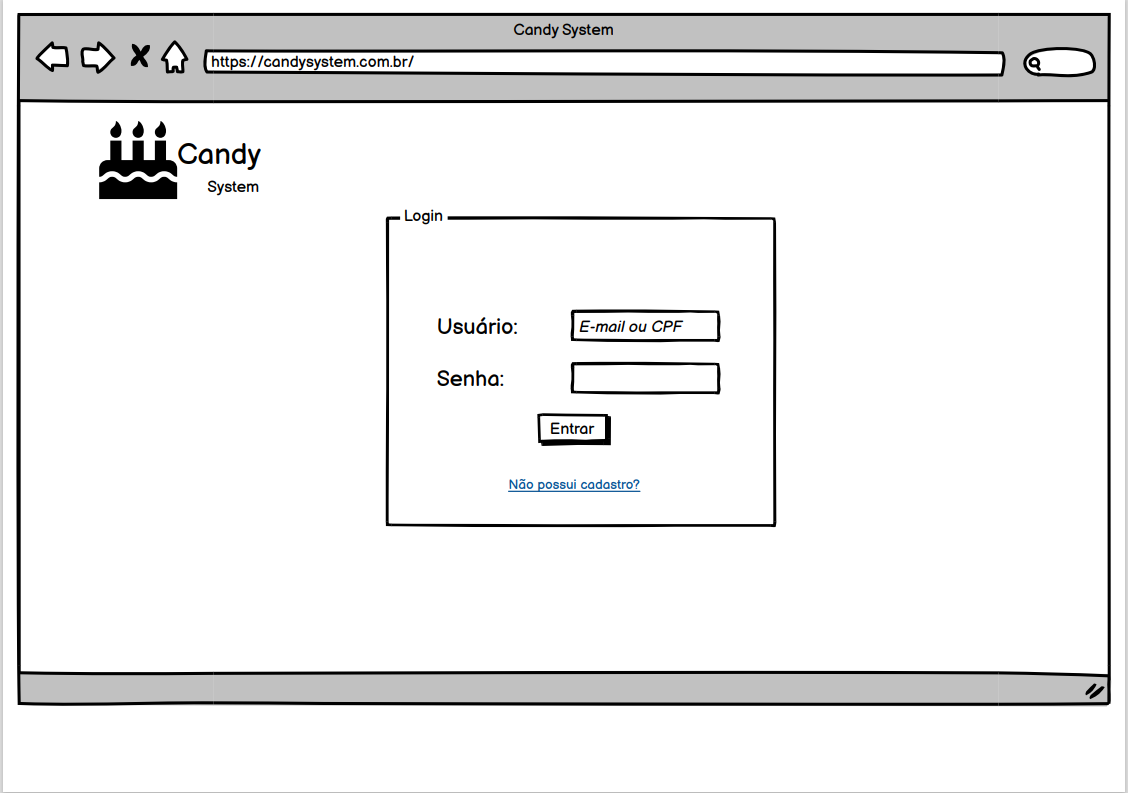 Candy System
https://candysystem.com.br/
Candy
System
Login
Usuário:
E-mail ou CPF
Senha:
Entrar
Não possui cadastro?